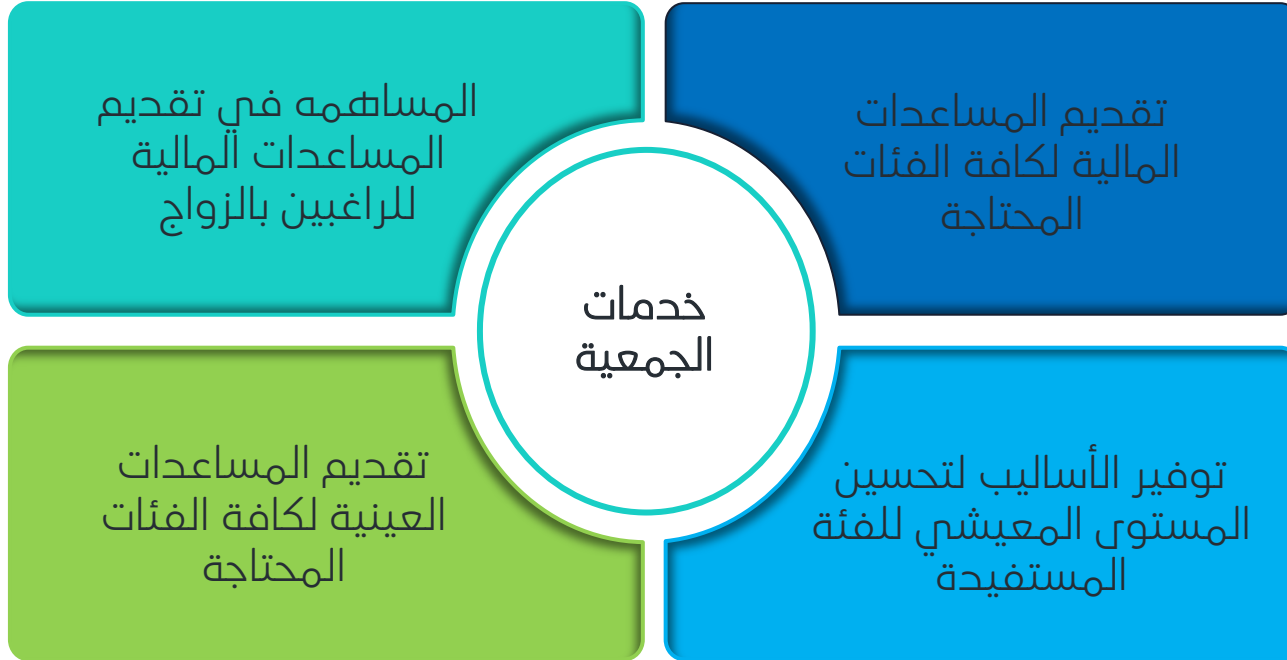 تقديم المساعدات
المالية لكافة الفئات
المحتاجة
المساهمه في تقديم
المساعدات المالية
للراغبين بالزواج
خدمات
الجمعية
توفير الأساليب لتحسين
المستوى المعيشي للفئة
المستفيدة
تقديم المساعدات
العينية لكافة الفئات
المحتاجة